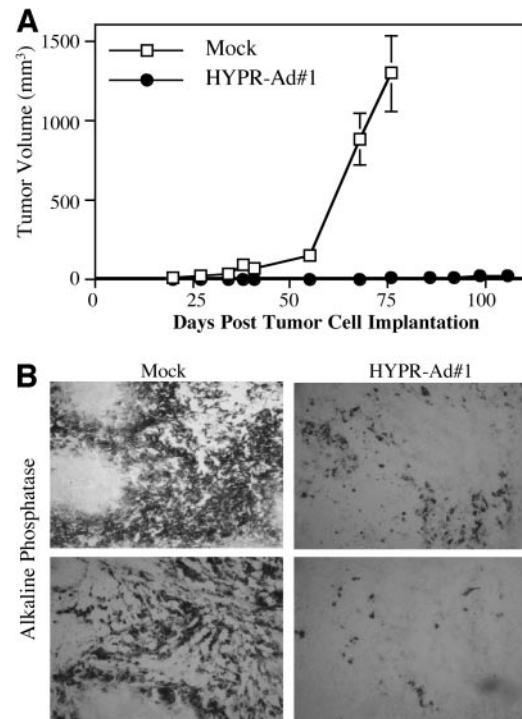 A
1500
1000
500
0
Tumor Volume (mm³)
Mock
HYPR-Ad#1
0 25 50 75 100
Days Post Tumor Cell Implantation
B
Mock HYPR-Ad#1
Alkaline Phosphatase